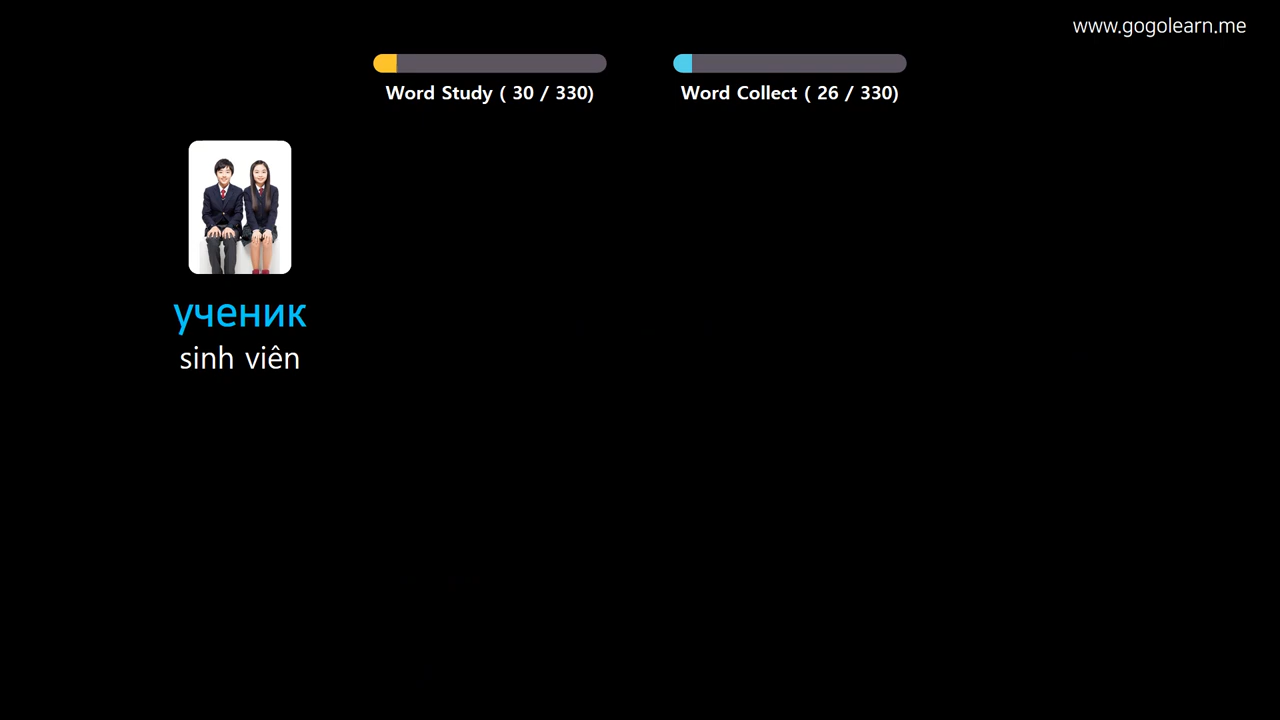 www.gogolearn.me
Word Study ( 30 / 330)
Word Collect ( 26 / 330)
ученик
sinh viên